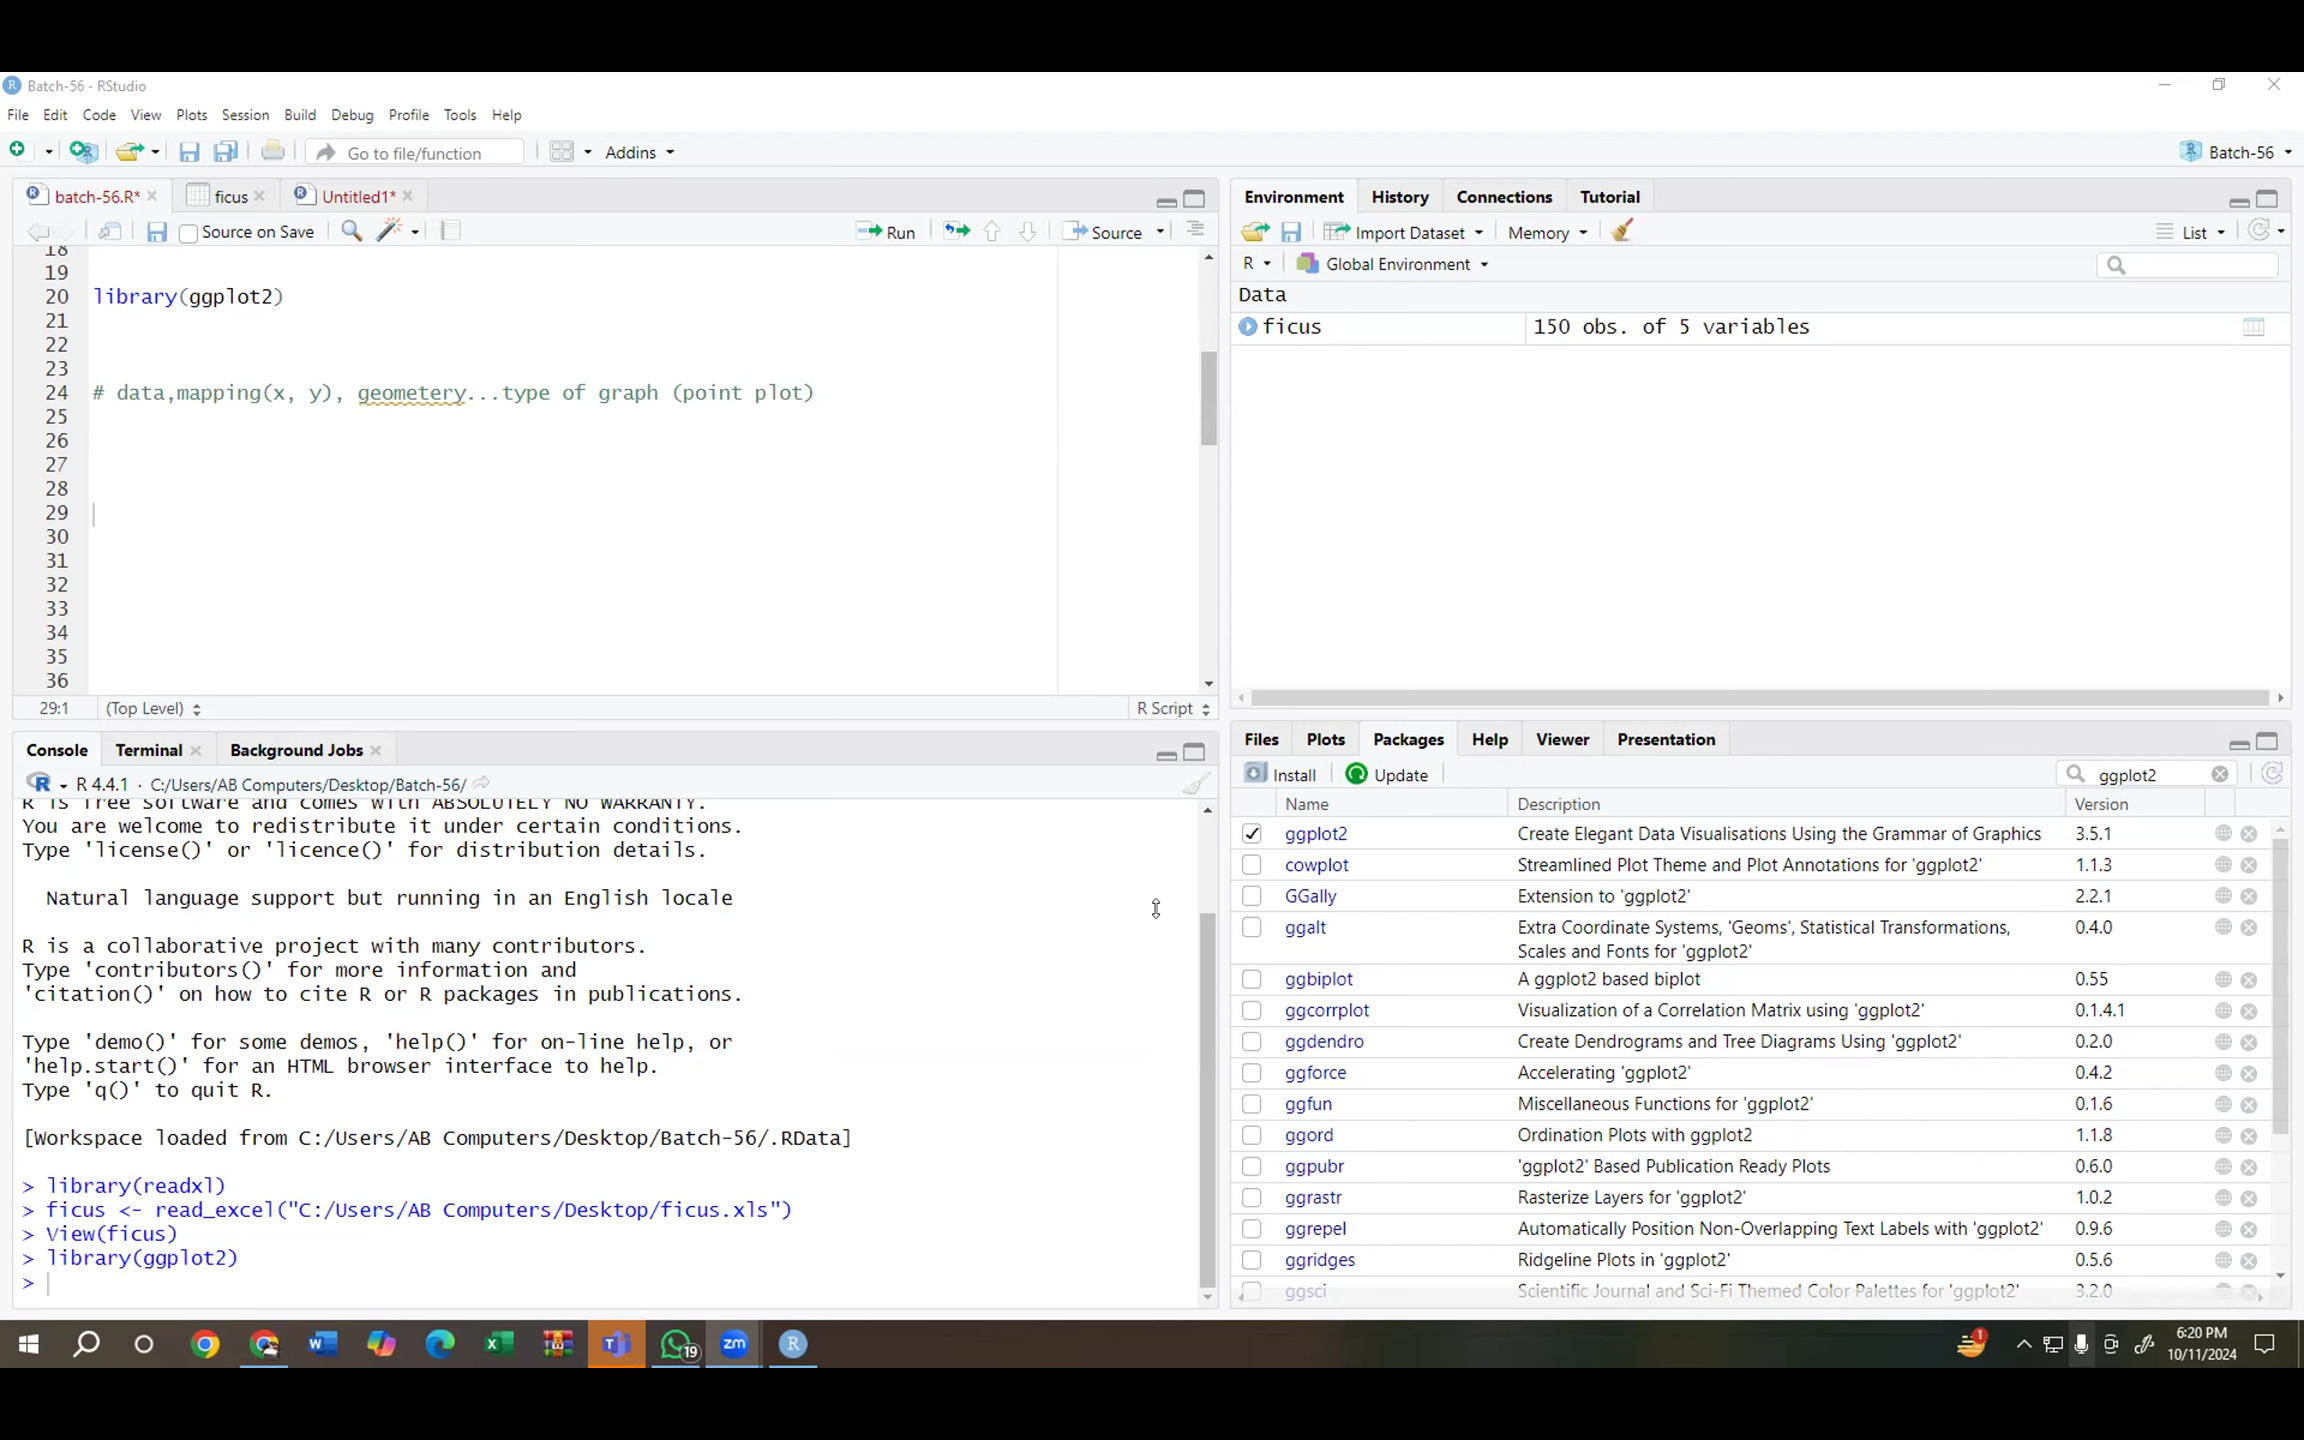 Batch-56 - RStudio
File Edit Code View Plots Session Build Debug Profile Tools Help
Go to file/function Addins Batch-56
batch-56.R* ficus Untitled1*
Source on Save Run Source
18
19
20 library(ggplot2)
21
22
23
24 # data,mapping(x, y), geometery...type of graph (point plot)
25
26
27
28
29
30
31
32
33
34
35
36
29:1 (Top Level) R Script
Console Terminal Background Jobs
R 4.4.1 · C:/Users/AB Computers/Desktop/Batch-56/
R is free software and comes with ABSOLUTELY NO WARRANTY.
You are welcome to redistribute it under certain conditions.
Type 'license()' or 'licence()' for distribution details.
Natural language support but running in an English locale
R is a collaborative project with many contributors.
Type 'contributors()' for more information and
'citation()' on how to cite R or R packages in publications.
Type 'demo()' for some demos, 'help()' for on-line help, or
'help.start()' for an HTML browser interface to help.
Type 'q()' to quit R.
[Workspace loaded from C:/Users/AB Computers/Desktop/Batch-56/.RData]
> library(readxl)
> ficus <- read_excel("C:/Users/AB Computers/Desktop/ficus.xls")
> View(ficus)
> library(ggplot2)
>
Environment History Connections Tutorial
Import Dataset Memory List
R Global Environment
Data
ficus 150 obs. of 5 variables
Files Plots Packages Help Viewer Presentation
Install Update ggplot2
Name Description Version
ggplot2 Create Elegant Data Visualisations Using the Grammar of Graphics 3.5.1
cowplot Streamlined Plot Theme and Plot Annotations for 'ggplot2' 1.1.3
GGally Extension to 'ggplot2' 2.2.1
ggalt Extra Coordinate Systems, 'Geoms', Statistical Transformations, 0.4.0
Scales and Fonts for 'ggplot2'
ggbiplot A ggplot2 based biplot 0.55
ggcorrplot Visualization of a Correlation Matrix using 'ggplot2' 0.1.4.1
ggdendro Create Dendrograms and Tree Diagrams Using 'ggplot2' 0.2.0
ggforce Accelerating 'ggplot2' 0.4.2
ggfun Miscellaneous Functions for 'ggplot2' 0.1.6
ggord Ordination Plots with ggplot2 1.1.8
ggpubr 'ggplot2' Based Publication Ready Plots 0.6.0
ggrastr Rasterize Layers for 'ggplot2' 1.0.2
ggrepel Automatically Position Non-Overlapping Text Labels with 'ggplot2' 0.9.6
ggridges Ridgeline Plots in 'ggplot2' 0.5.6
ggsci Scientific Journal and Sci-Fi Themed Color Palettes for 'ggplot2' 3.2.0
19 zm 1 6:20 PM
10/11/2024